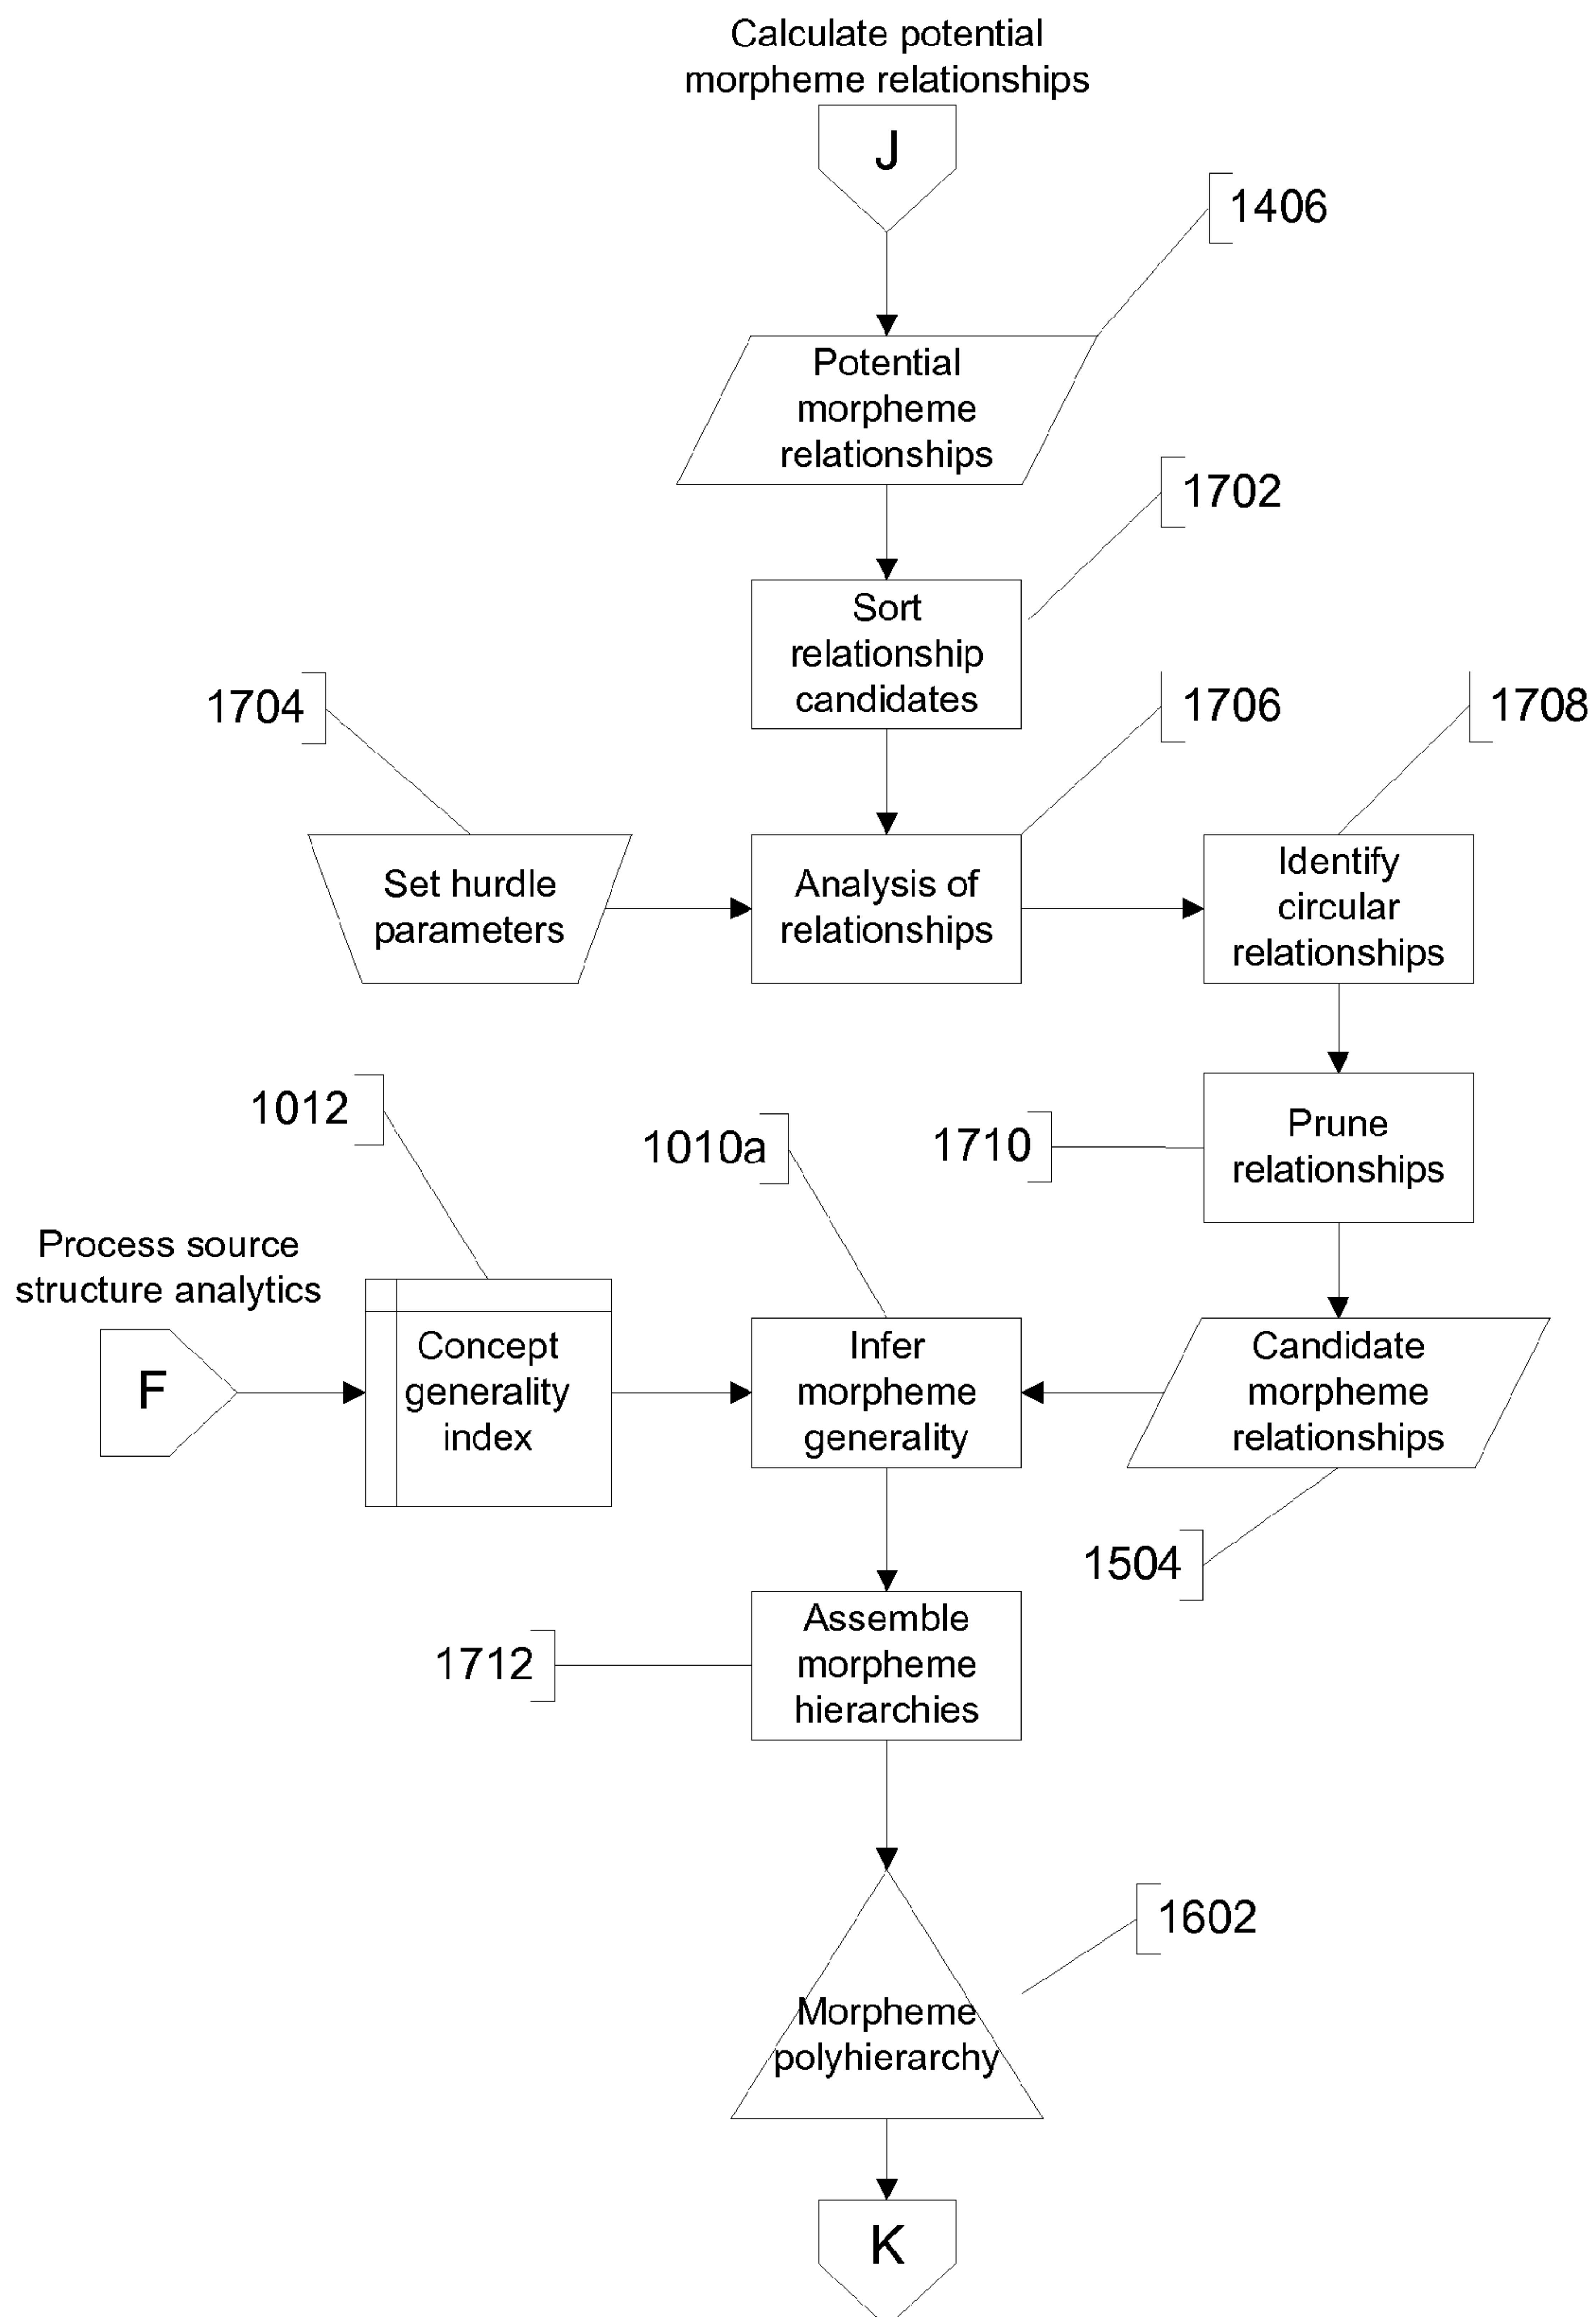 Calculate potential
morpheme relationships
J
1406
Potential
morpheme
relationships
1702
Sort
relationship
candidates
1704
1706
1708
Set hurdle
parameters
Analysis of
relationships
Identify
circular
relationships
1012
1010a
1710
Prune
relationships
Process source
structure analytics
F
Concept
generality
index
Infer
morpheme
generality
Candidate
morpheme
relationships
1504
Assemble
morpheme
hierarchies
1712
1602
Morpheme
polyhierarchy
K